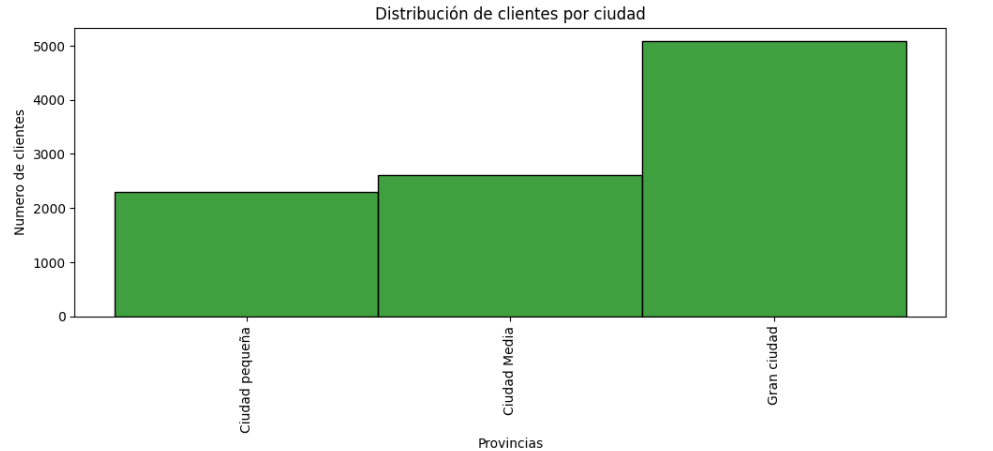 Distribución de clientes por ciudad
Numero de clientes
5000
4000
3000
2000
1000
0
Ciudad pequeña
Ciudad Media
Gran ciudad
Provincias